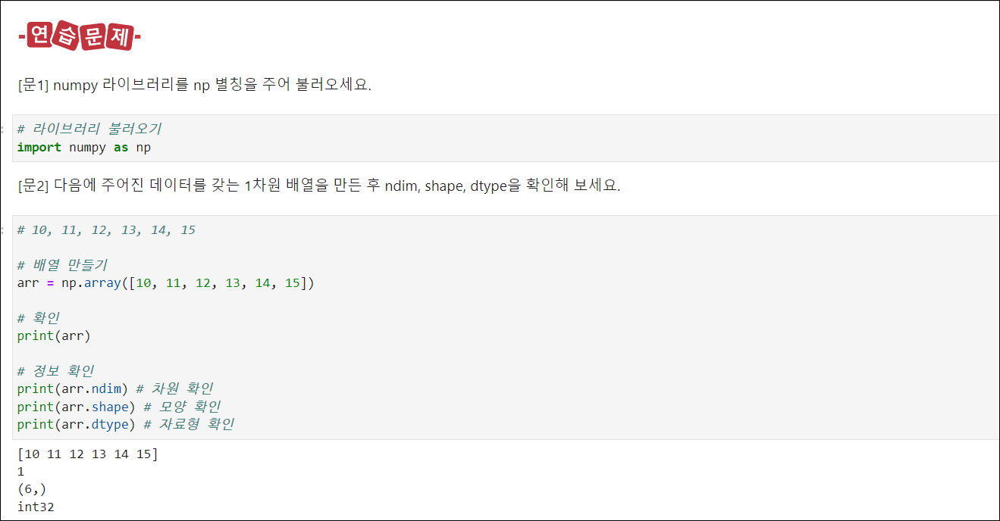 -연습문제-
[문1] numpy 라이브러리를 np 별칭을 주어 불러오세요.
# 라이브러리 불러오기
import numpy as np
[문2] 다음에 주어진 데이터를 갖는 1차원 배열을 만든 후 ndim, shape, dtype을 확인해 보세요.
# 10, 11, 12, 13, 14, 15
# 배열 만들기
arr = np.array([10, 11, 12, 13, 14, 15])
# 확인
print(arr)
# 정보 확인
print(arr.ndim) # 차원 확인
print(arr.shape) # 모양 확인
print(arr.dtype) # 자료형 확인
[10 11 12 13 14 15]
1
(6,)
int32